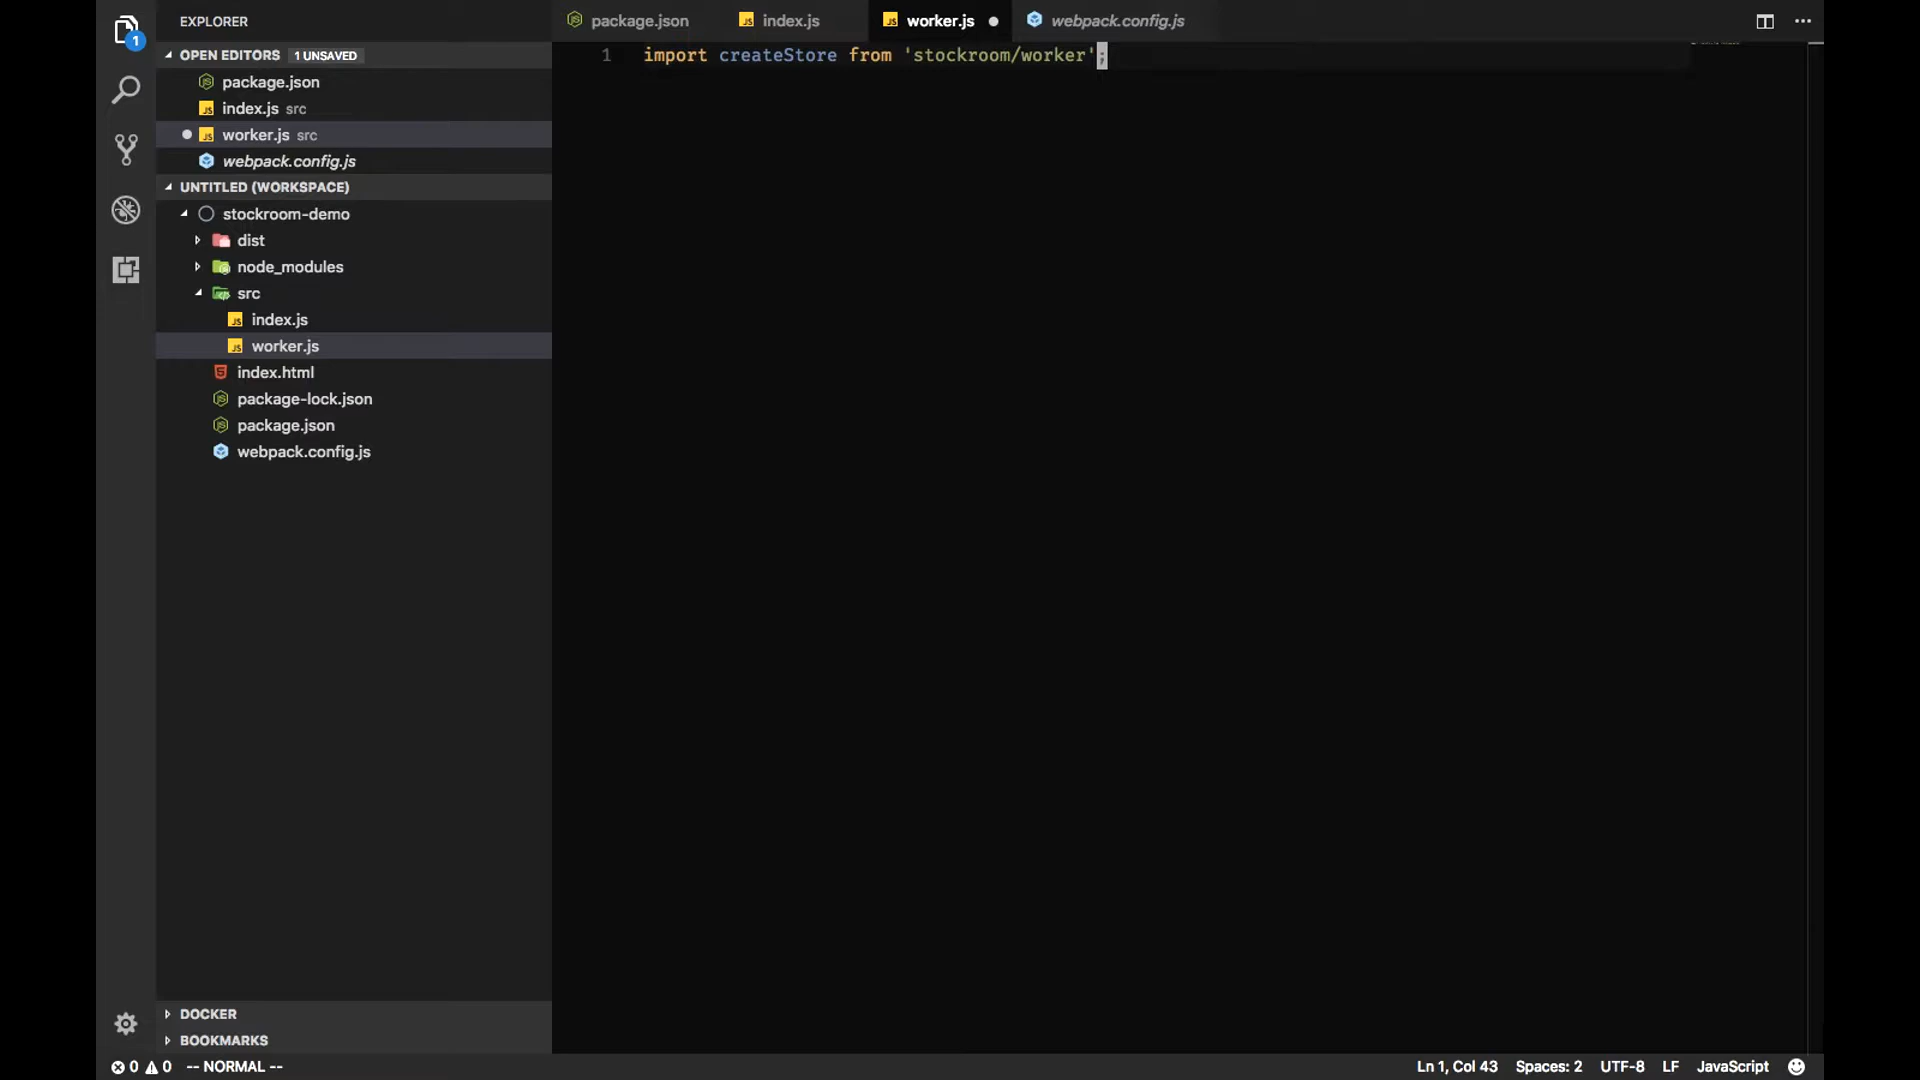 EXPLORER
package.json
index.js
worker.js
webpack.config.js
1
OPEN EDITORS 1 UNSAVED
package.json
index.js src
worker.js src
webpack.config.js
UNTITLED (WORKSPACE)
stockroom-demo
dist
node_modules
src
index.js
worker.js
index.html
package-lock.json
package.json
webpack.config.js
DOCKER
BOOKMARKS
1 import createStore from 'stockroom/worker';
0 0 -- NORMAL --
Ln 1, Col 43 Spaces: 2 UTF-8 LF JavaScript